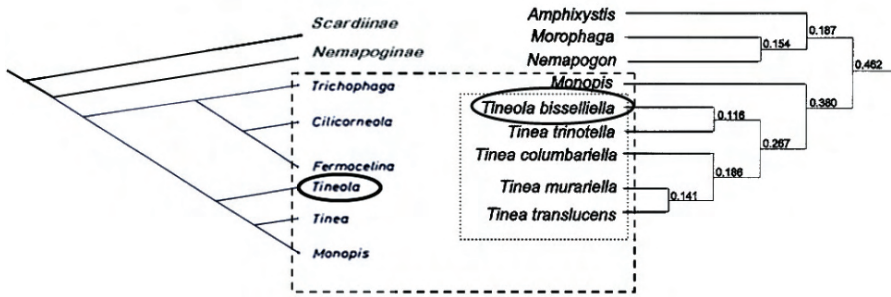 Scardiinae
Nemapoginae
Trichophaga
Cilicorneola
Fermocelina
Tineola
Tinea
Monopis
Amphixystis
Morophaga
Nemapogon
Monopis
Tineola bisselliella
Tinea trinotella
Tinea columbariella
Tinea murariella
Tinea translucens
0.187
0.154
0.462
0.380
0.116
0.267
0.186
0.141